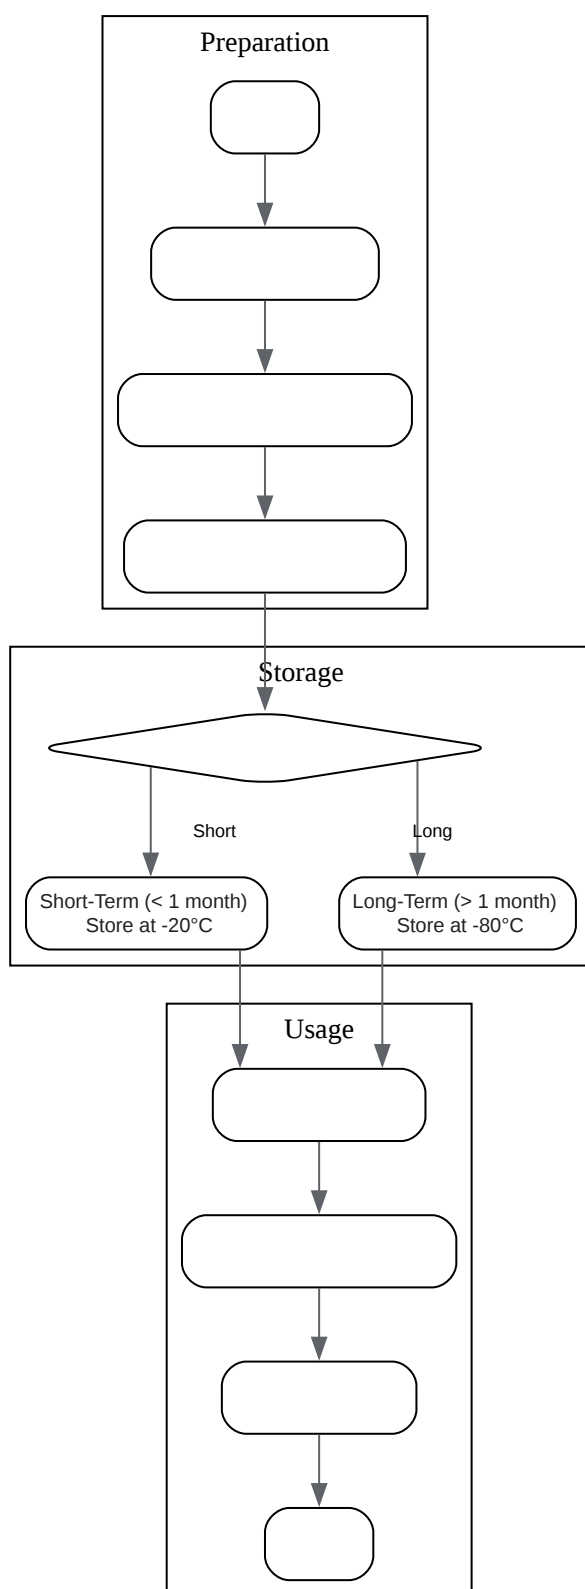 Preparation
Storage
Short
Long
Short-Term (< 1 month)
Store at -20°C
Long-Term (> 1 month)
Store at -80°C
Usage